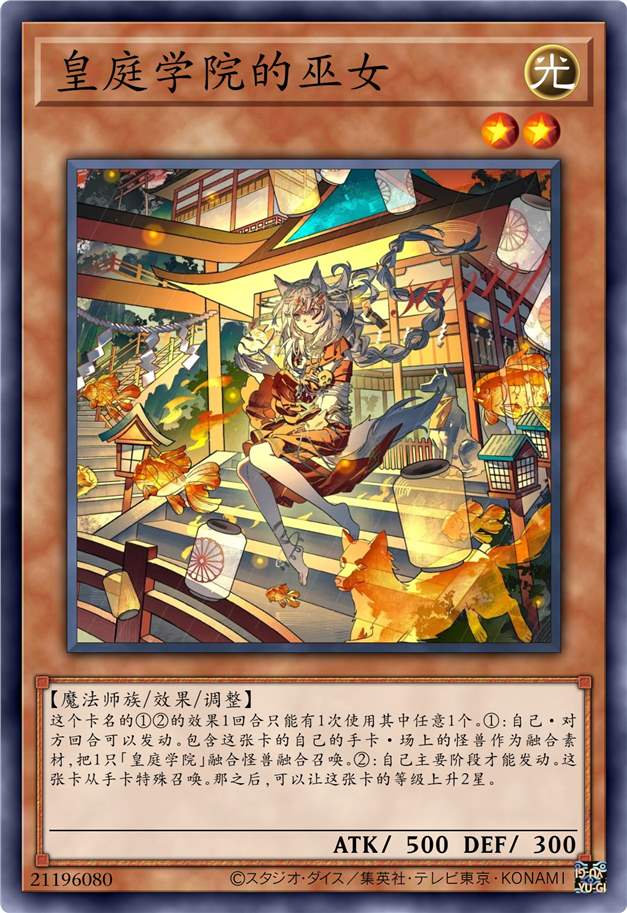 皇庭学院的巫女
光
【魔法师族/效果/调整】
这个卡名的①②的效果1回合只能有1次使用其中任意1个。①:自己·对
方回合可以发动。包含这张卡的自己的手卡·场上的怪兽作为融合素
材,把1只「皇庭学院」融合怪兽融合召唤。②:自己主要阶段才能发动。这
张卡从手卡特殊召唤。那之后,可以让这张卡的等级上升2星。
ATK/ 500 DEF/ 300
21196080
©スタジオ·ダイス/集英社·テレビ東京·KONAMI